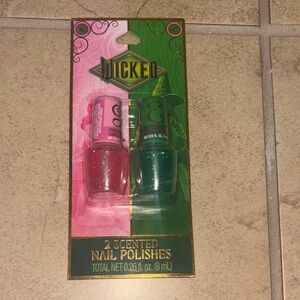 WICKED
2 SCENTED
NAIL POLISHES
TOTAL NET 0.26 fl. oz. (8 mL)